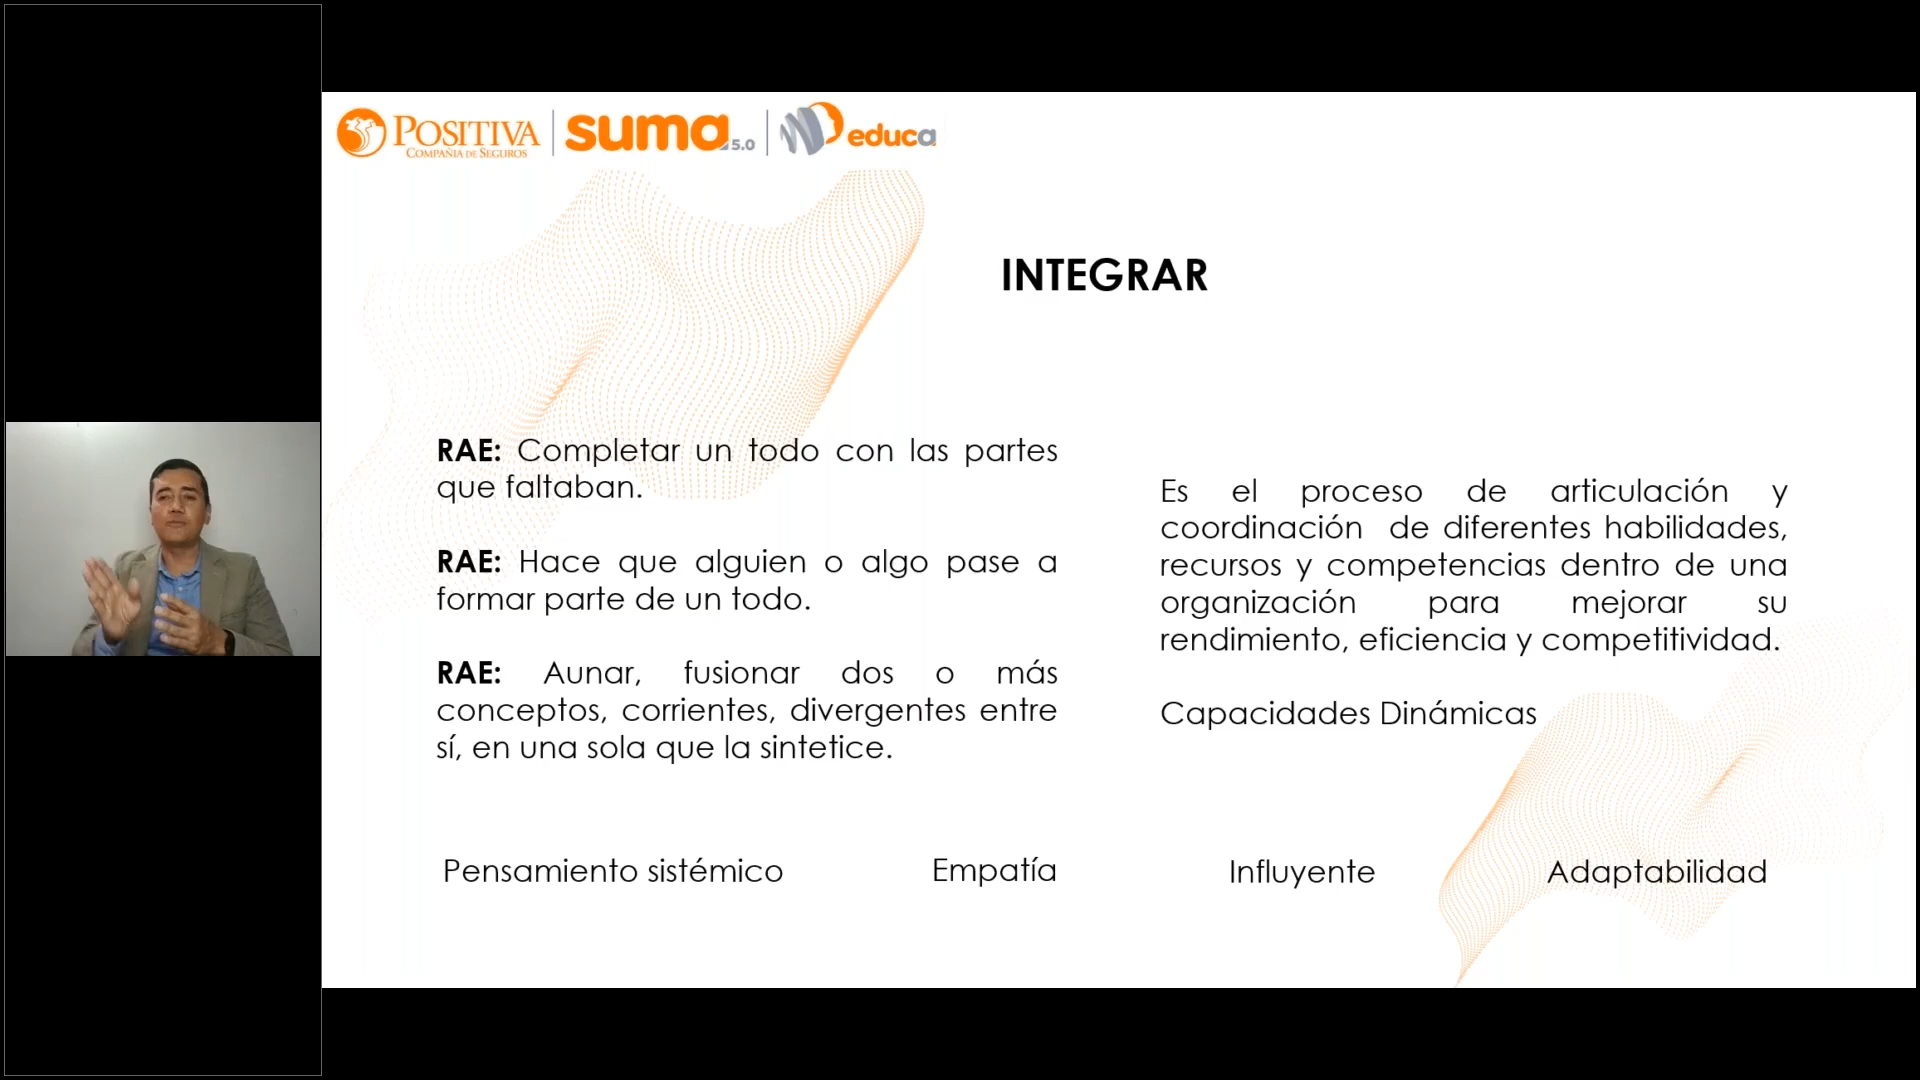 POSITIVA
COMPAÑIA DE SEGUROS
suma 5.0
educa
INTEGRAR
RAE: Completar un todo con las partes
que faltaban.
RAE: Hace que alguien o algo pase a
formar parte de un todo.
RAE: Aunar, fusionar dos o más
conceptos, corrientes, divergentes entre
sí, en una sola que la sintetice.
Es el proceso de articulación y
coordinación de diferentes habilidades,
recursos y competencias dentro de una
organización para mejorar su
rendimiento, eficiencia y competitividad.
Capacidades Dinámicas
Pensamiento sistémico
Empatía
Influyente
Adaptabilidad